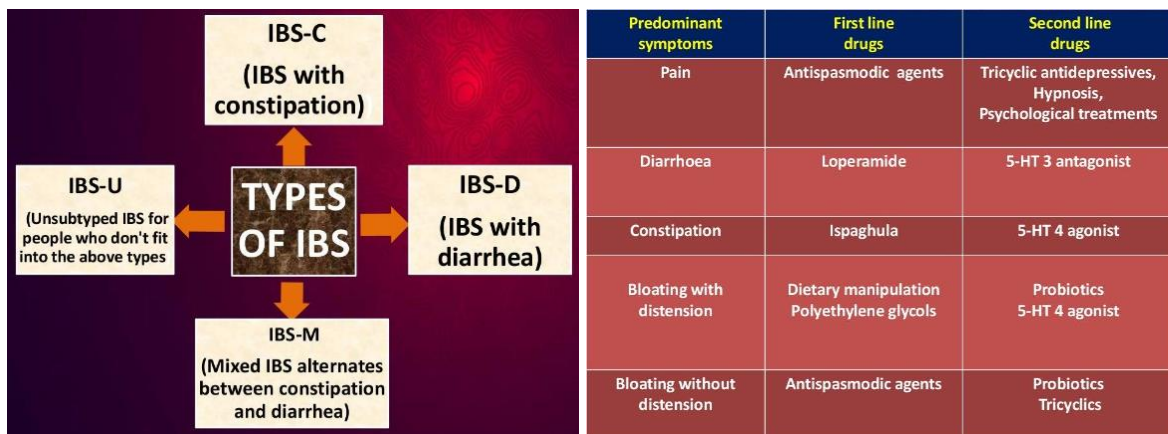 IBS-C
(IBS with
constipation)
IBS-U
(Unsubtyped IBS for
people who don't fit
into the above types
TYPES
OF IBS
IBS-D
(IBS with
diarrhea)
IBS-M
(Mixed IBS alternates
between constipation
and diarrhea)
Predominant
symptoms
First line
drugs
Second line
drugs
Pain
Antispasmodic agents
Tricyclic antidepressives,
Hypnosis,
Psychological treatments
Diarrhoea
Loperamide
5-HT 3 antagonist
Constipation
Ispaghula
5-HT 4 agonist
Bloating with
distension
Dietary manipulation
Polyethylene glycols
Probiotics
5-HT 4 agonist
Bloating without
distension
Antispasmodic agents
Probiotics
Tricyclics